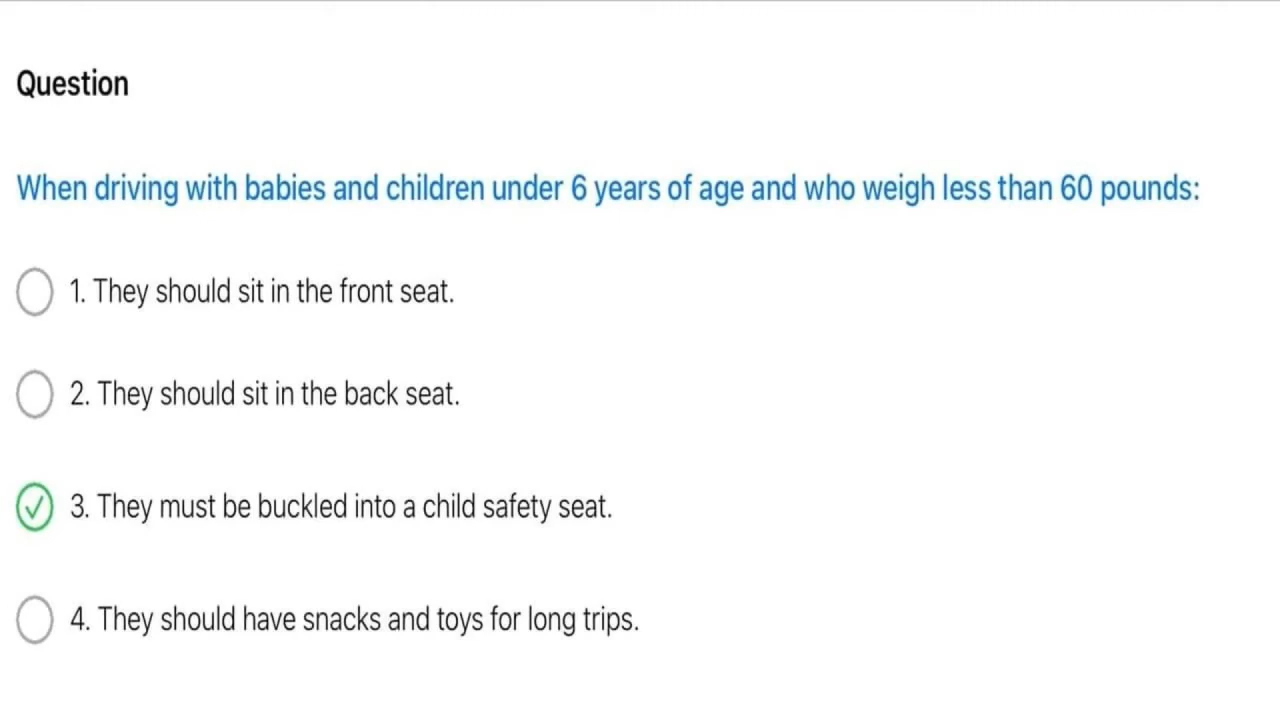 Question
When driving with babies and children under 6 years of age and who weigh less than 60 pounds:
1. They should sit in the front seat.
2. They should sit in the back seat.
3. They must be buckled into a child safety seat.
4. They should have snacks and toys for long trips.